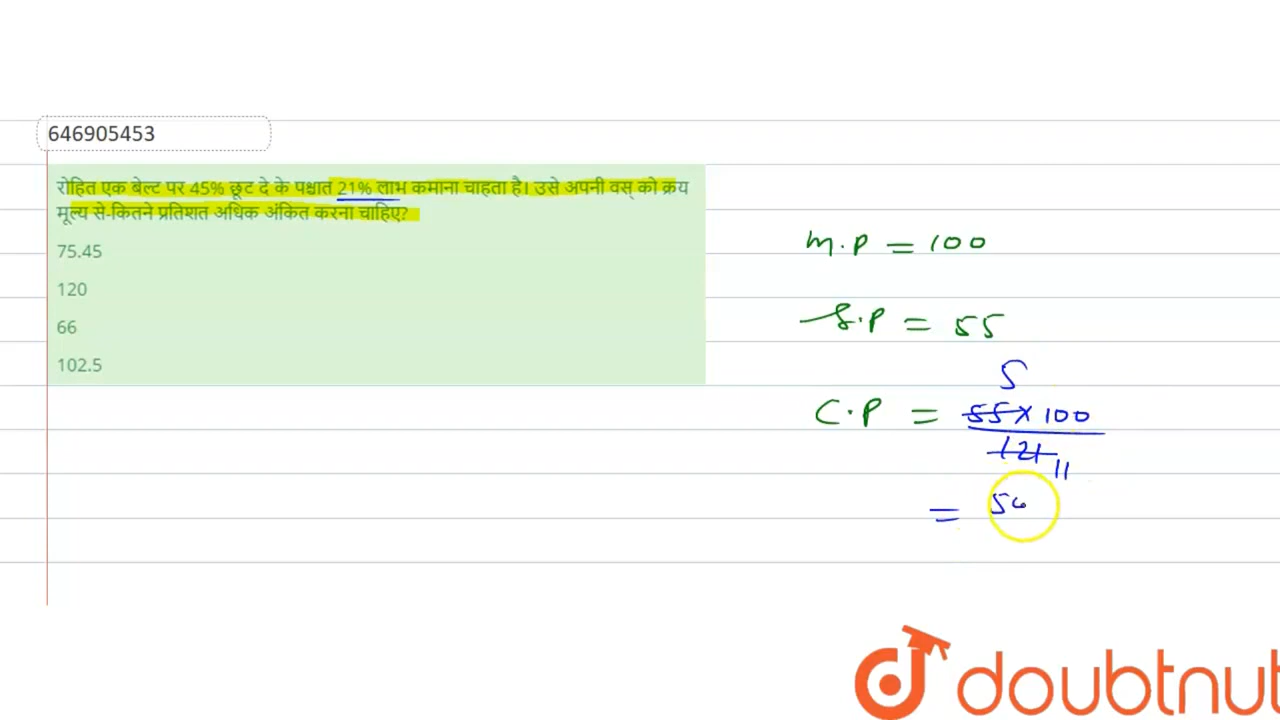 646905453
रोहित एक बेल्ट पर 45% छूट दे के पश्चात 21% लाभ कमाना चाहता है। उसे अपनी वस् को क्रय
मूल्य से-कितने प्रतिशत अधिक अंकित करना चाहिए?
75.45
120
66
102.5
M.P = 100
S.P = 55
5
C.P = 55 x 100
121 11
= 50
doubtnut